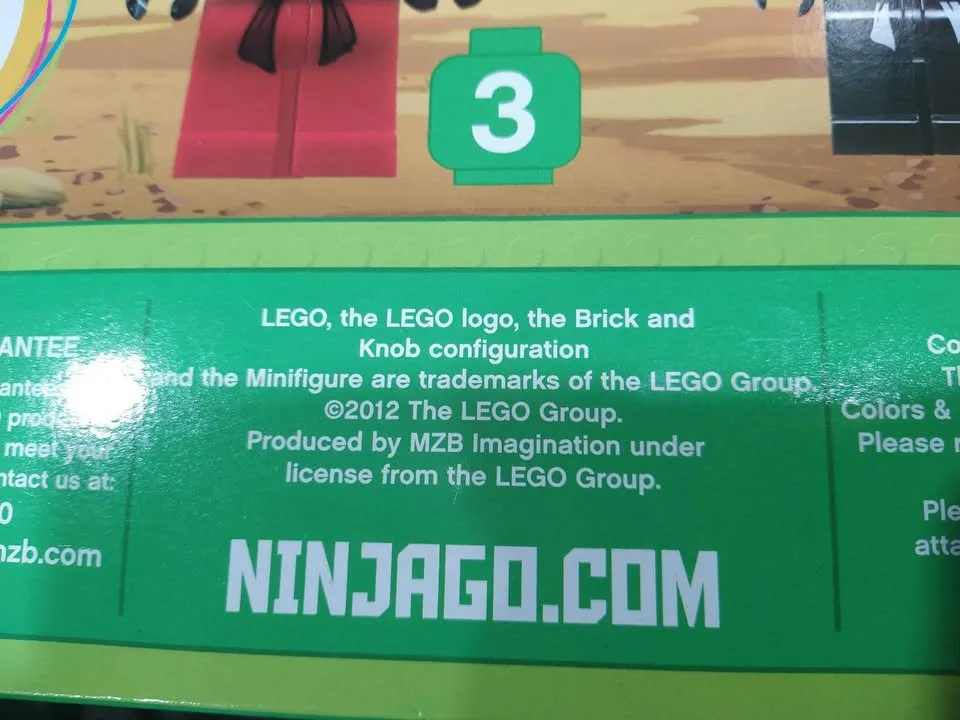 3
LEGO, the LEGO logo, the Brick and
Knob configuration
and the Minifigure are trademarks of the LEGO Group.
©2012 The LEGO Group.
Produced by MZB Imagination under
license from the LEGO Group.
NINJAGO.COM
ANTEE
antee
prod
meet your
ntact us at:
0
nzb.com
Co
Th
Colors &
Please
Ple
atta